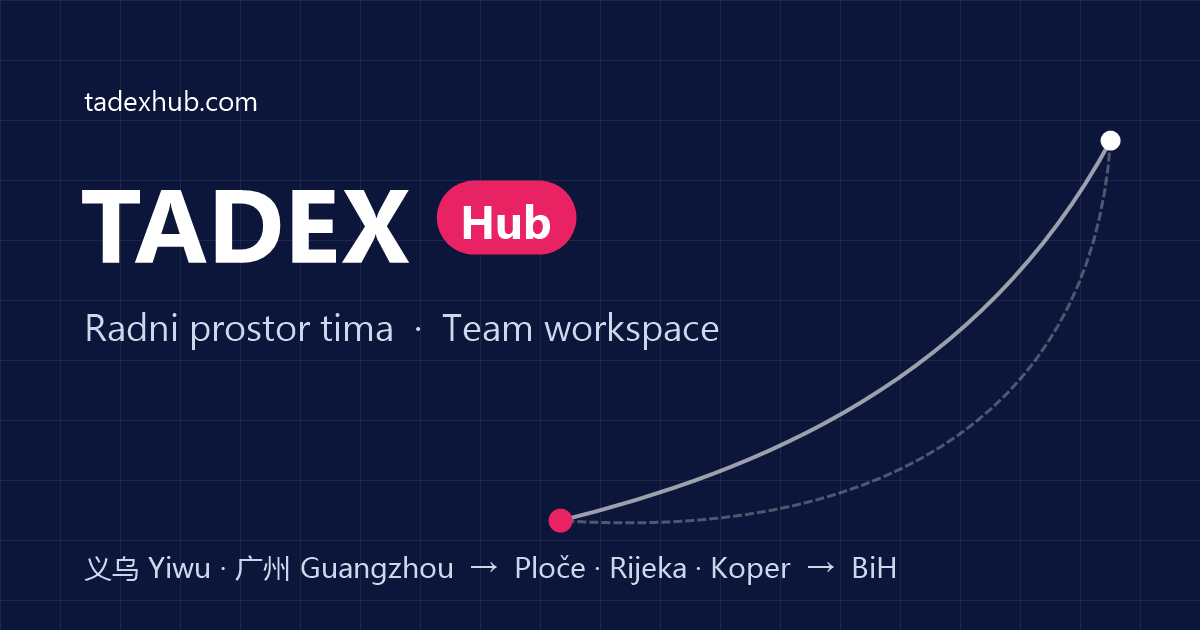 tadexhub.com
TADEX Hub
Radni prostor tima · Team workspace
义乌 Yiwu · 广州 Guangzhou → Ploče · Rijeka · Koper → BiH